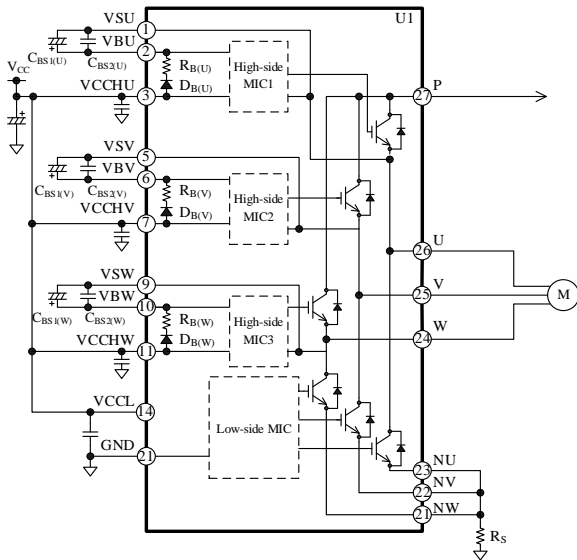 U1
VSU
1
VBU
2
CBS1(U)
CBS2(U)
RB(U)
DB(U)
High-side
MIC1
VCC
VCCHU
3
P
27
VSV
5
VBV
6
CBS1(V)
CBS2(V)
RB(V)
DB(V)
High-side
MIC2
VCCHV
7
U
26
V
25
M
W
24
VSW
9
VBW
10
CBS1(W)
CBS2(W)
RB(W)
DB(W)
High-side
MIC3
VCCHW
11
VCCL
14
Low-side MIC
GND
21
NU
23
NV
22
NW
21
RS